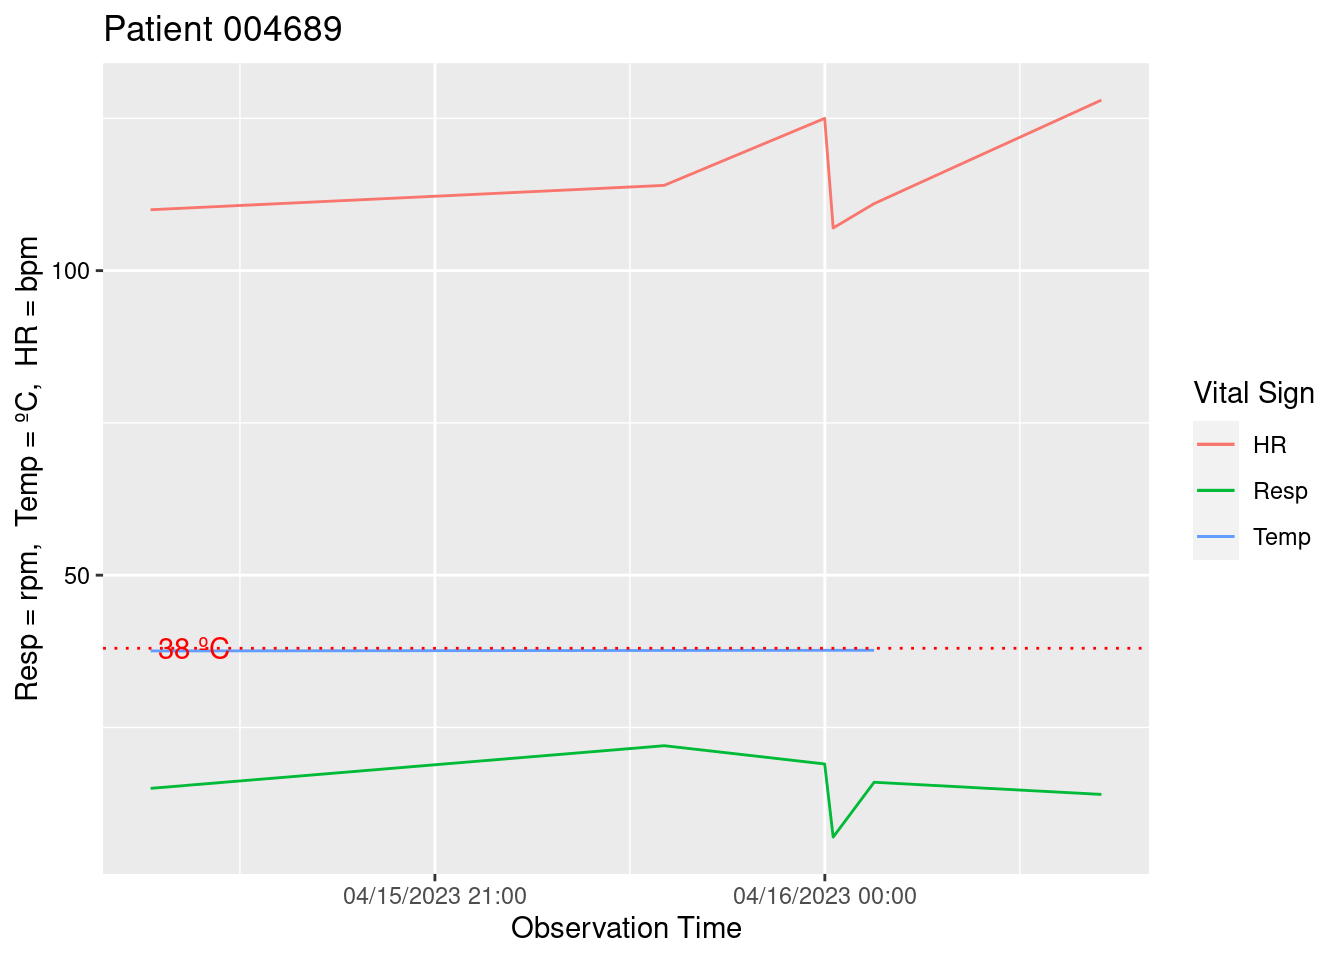 Patient 004689
Resp = rpm,  Temp = ºC,  HR = bpm
100
50
38 ºC
04/15/2023 21:00
04/16/2023 00:00
Observation Time
Vital Sign
HR
Resp
Temp